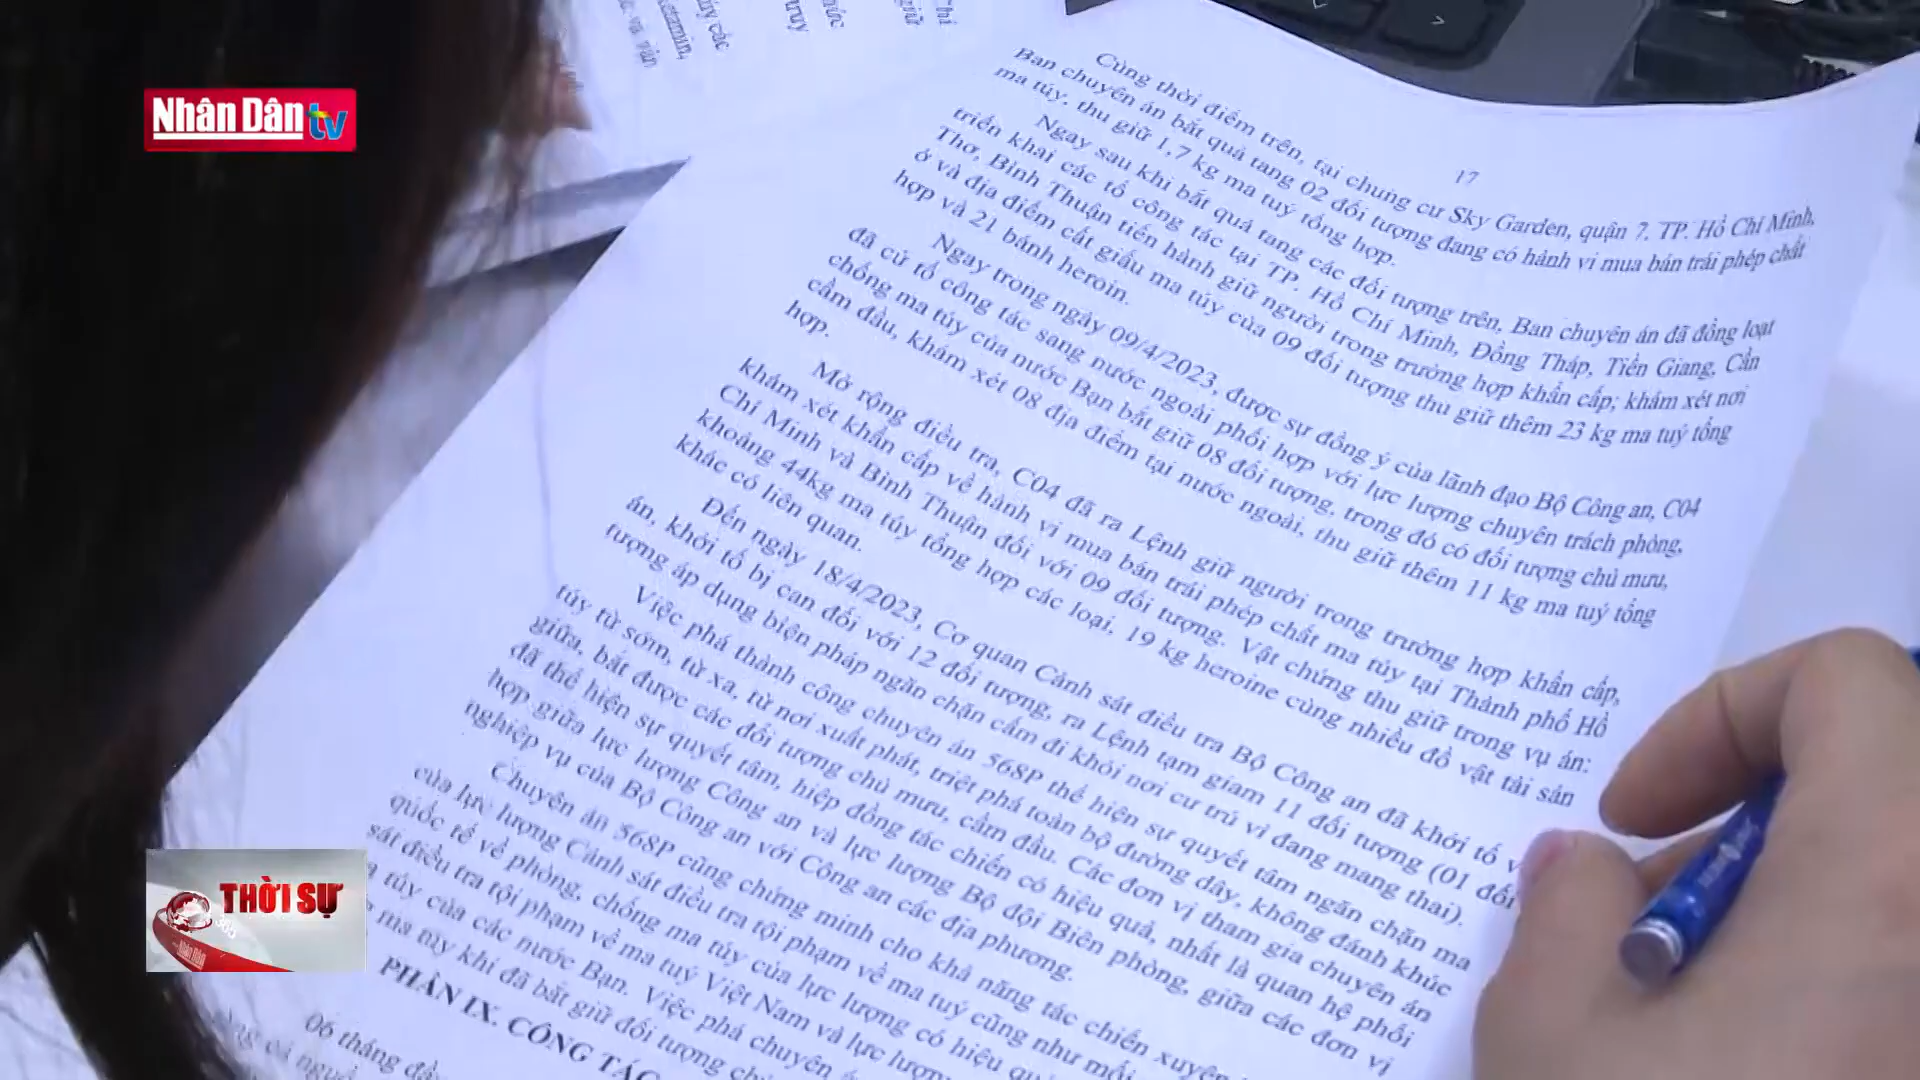 Nhân Dân tv
17
Cùng thời điểm trên, tại chung cư Sky Garden, quận 7, TP. Hồ Chí Minh,
Ban chuyên án bắt quả tang 02 đối tượng đang có hành vi mua bán trái phép chất
ma túy, thu giữ 1,7 kg ma tuý tổng hợp.
Ngay sau khi bắt quả tang các đối tượng trên, Ban chuyên án đã đồng loạt
triển khai các tổ công tác tại TP. Hồ Chí Minh, Đồng Tháp, Tiền Giang, Cần
Thơ, Bình Thuận tiến hành giữ người trong trường hợp khẩn cấp; khám xét nơi
ở và địa điểm cất giấu ma túy của 09 đối tượng thu giữ thêm 23 kg ma tuý tổng
hợp và 21 bánh heroin.
Ngay trong ngày 09/4/2023, được sự đồng ý của lãnh đạo Bộ Công an, C04
đã cử tổ công tác sang nước ngoài phối hợp với lực lượng chuyên trách phòng,
chống ma túy của nước Bạn bắt giữ 08 đối tượng, trong đó có đối tượng chủ mưu,
cầm đầu, khám xét 08 địa điểm tại nước ngoài, thu giữ thêm 11 kg ma tuý tổng
hợp.
Mở rộng điều tra, C04 đã ra Lệnh giữ người trong trường hợp khẩn cấp,
khám xét khẩn cấp về hành vi mua bán trái phép chất ma túy tại Thành phố Hồ
Chí Minh và Bình Thuận đối với 09 đối tượng. Vật chứng thu giữ trong vụ án:
khoảng 44kg ma túy tổng hợp các loại, 19 kg heroine cùng nhiều đồ vật tài sản
khác có liên quan.
Đến ngày 18/4/2023, Cơ quan Cảnh sát điều tra Bộ Công an đã khởi tố v
án, khởi tố bị can đối với 12 đối tượng, ra Lệnh tạm giam 11 đối tượng (01 đối
tượng áp dụng biện pháp ngăn chặn cấm đi khỏi nơi cư trú vì đang mang thai).
Việc phá thành công chuyên án 568P thể hiện sự quyết tâm ngăn chặn ma
túy từ sớm, từ xa, từ nơi xuất phát, triệt phá toàn bộ đường dây, không đánh khúc
giữa, bắt được các đối tượng chủ mưu, cầm đầu. Các đơn vị tham gia chuyên án
đã thể hiện sự quyết tâm, hiệp đồng tác chiến có hiệu quả, nhất là quan hệ phối
hợp giữa lực lượng Công an và lực lượng Bộ đội Biên phòng, giữa các đơn vị
nghiệp vụ của Bộ Công an với Công an các địa phương.
Chuyên án 568P cũng chứng minh cho khả năng tác chiến xuyên
của lực lượng Cảnh sát điều tra tội phạm về ma tuý cũng như mối
quốc tế về phòng, chống ma túy của lực lượng có hiệu quả
sát điều tra tội phạm về ma tuý Việt Nam và lực lượng
túy của các nước Bạn. Việc phá chuyên
ma túy khi đã bắt giữ đối tượng
PHẦN IX. CÔNG TÁC
06 tháng đầ
THỜI SỰ
365
Nhân Dân